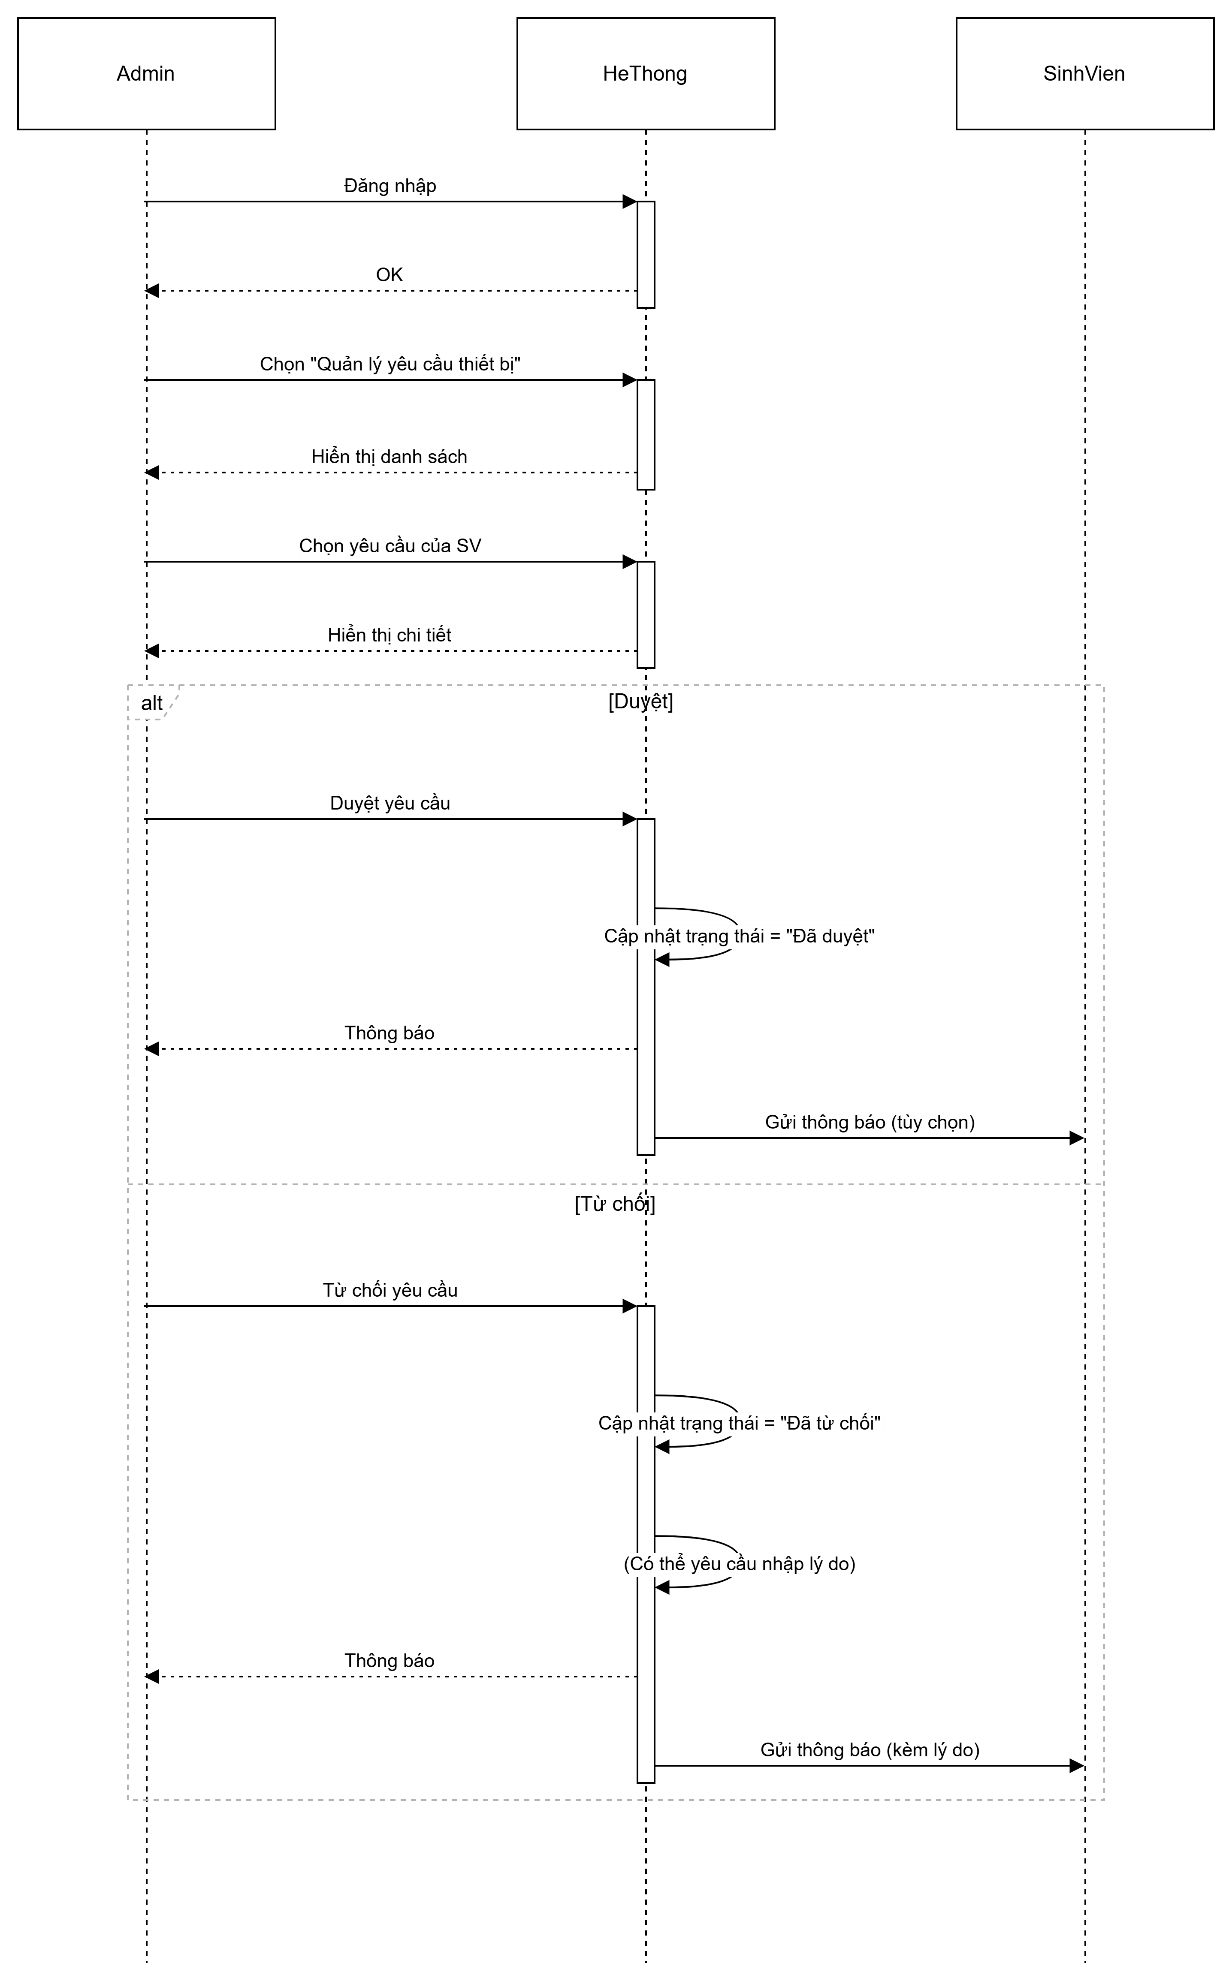 Admin
HeThong
SinhVien
Đăng nhập
OK
Chọn "Quản lý yêu cầu thiết bị"
Hiển thị danh sách
Chọn yêu cầu của SV
Hiển thị chi tiết
alt
[Duyệt]
Duyệt yêu cầu
Cập nhật trạng thái = "Đã duyệt"
Thông báo
Gửi thông báo (tùy chọn)
[Từ chối]
Từ chối yêu cầu
Cập nhật trạng thái = "Đã từ chối"
(Có thể yêu cầu nhập lý do)
Thông báo
Gửi thông báo (kèm lý do)